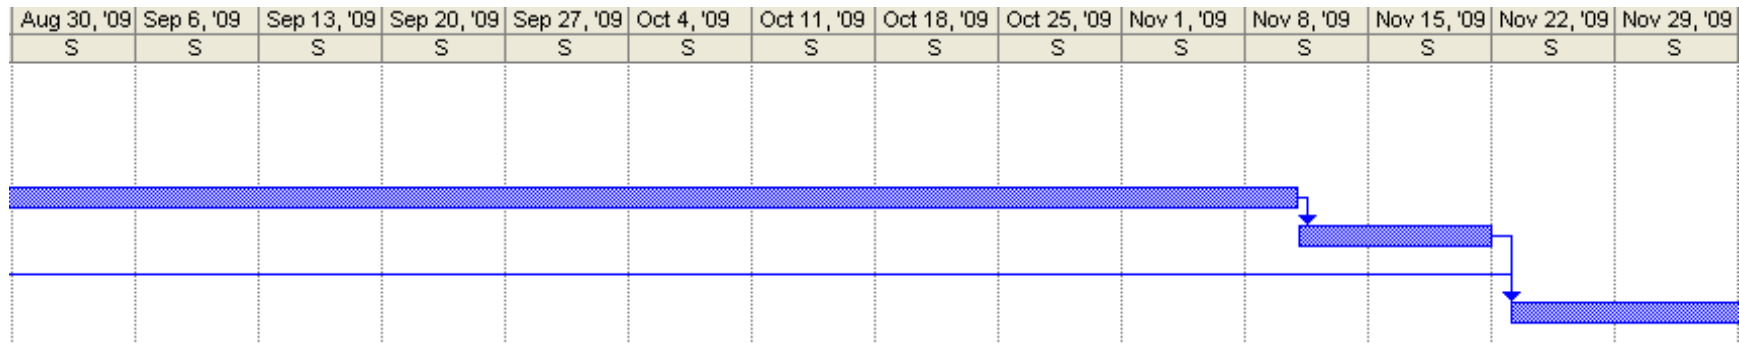 Aug 30, '09 Sep 6, '09 Sep 13, '09 Sep 20, '09 Sep 27, '09 Oct 4, '09 Oct 11, '09 Oct 18, '09 Oct 25, '09 Nov 1, '09 Nov 8, '09 Nov 15, '09 Nov 22, '09 Nov 29, '09
S S S S S S S S S S S S S S